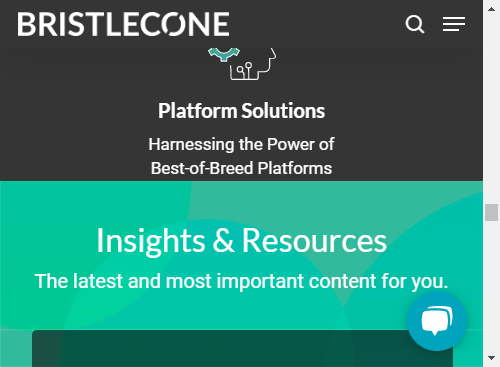 BRISTLECONE
Platform Solutions
Harnessing the Power of
Best-of-Breed Platforms
Insights & Resources
The latest and most important content for you.